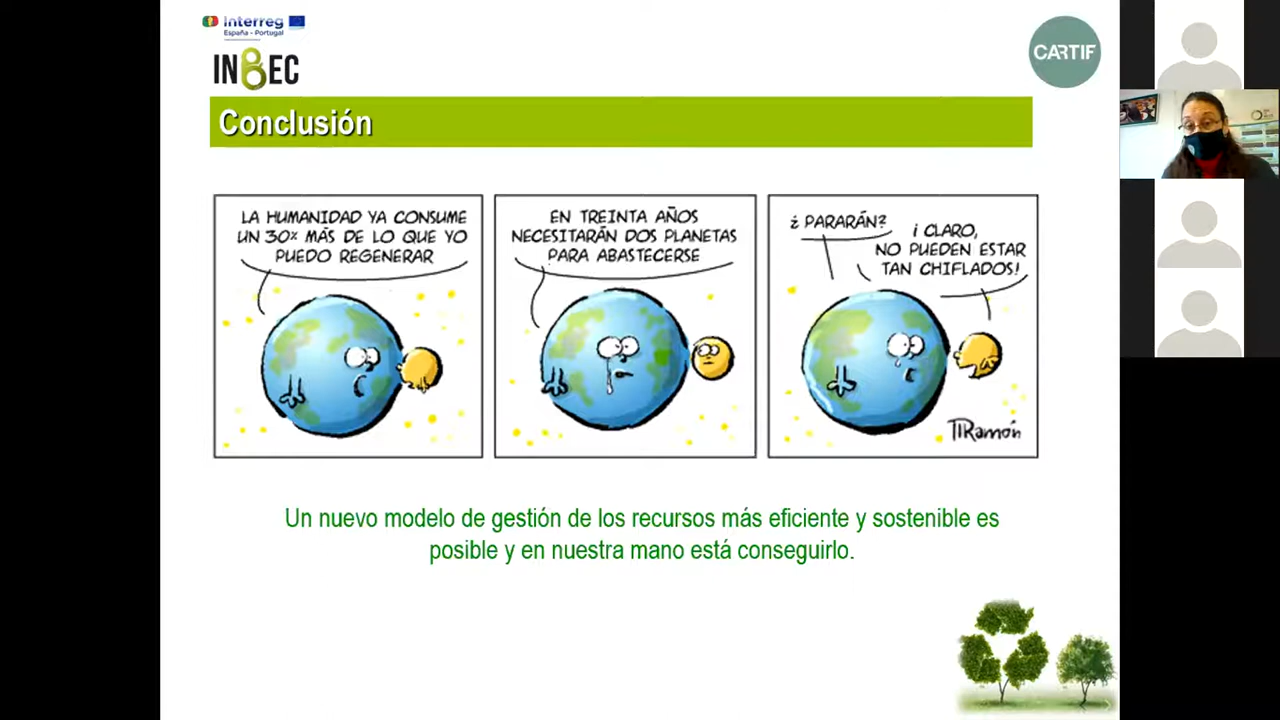 Interreg
España - Portugal
INBEC
CARTIF
Conclusión
LA HUMANIDAD YA CONSUME
UN 30% MÁS DE LO QUE YO
PUEDO REGENERAR
EN TREINTA AÑOS
NECESITARÁN DOS PLANETAS
PARA ABASTECERSE
¿PARARÁN?
¡CLARO,
NO PUEDEN ESTAR
TAN CHIFLADOS!
Ramón
Un nuevo modelo de gestión de los recursos más eficiente y sostenible es
posible y en nuestra mano está conseguirlo.